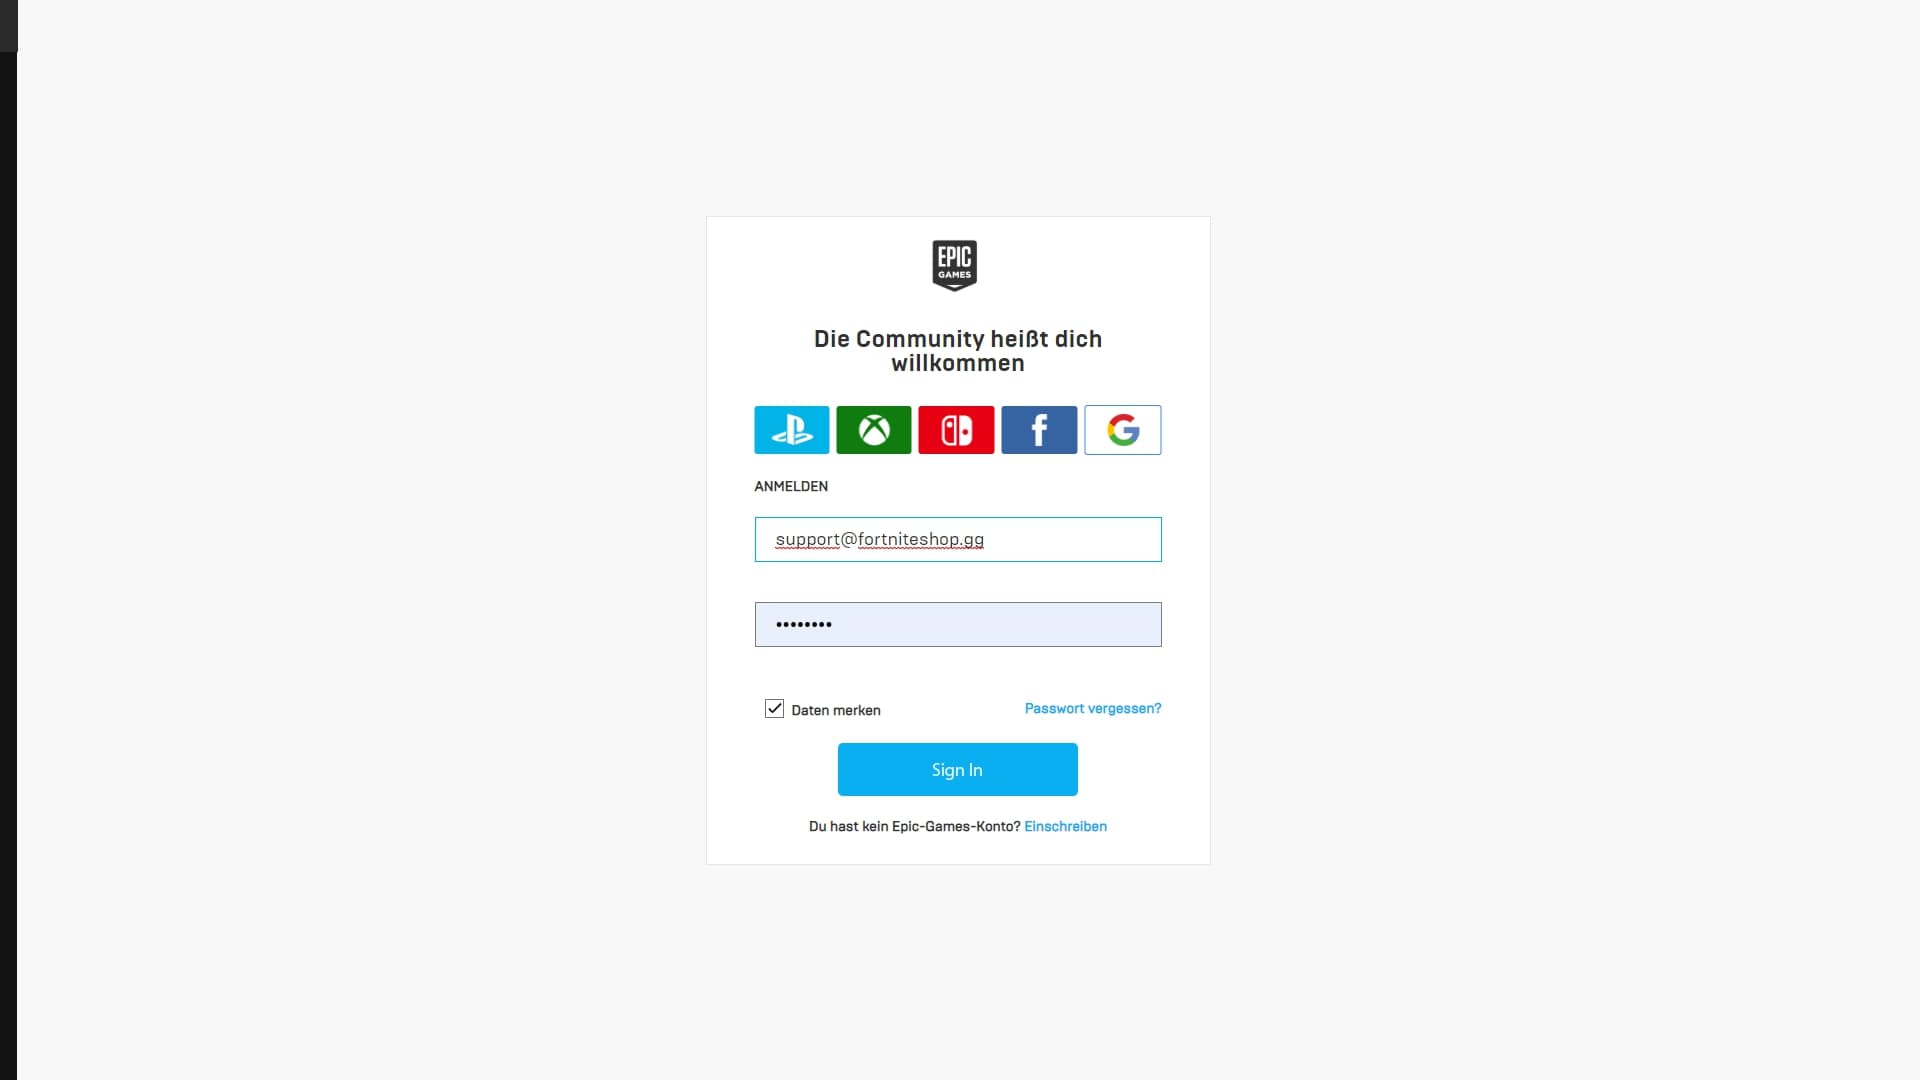 EPIC
GAMES
Die Community heißt dich
willkommen
ANMELDEN
support@fortniteshop.gg
Daten merken
Passwort vergessen?
Sign In
Du hast kein Epic-Games-Konto? Einschreiben